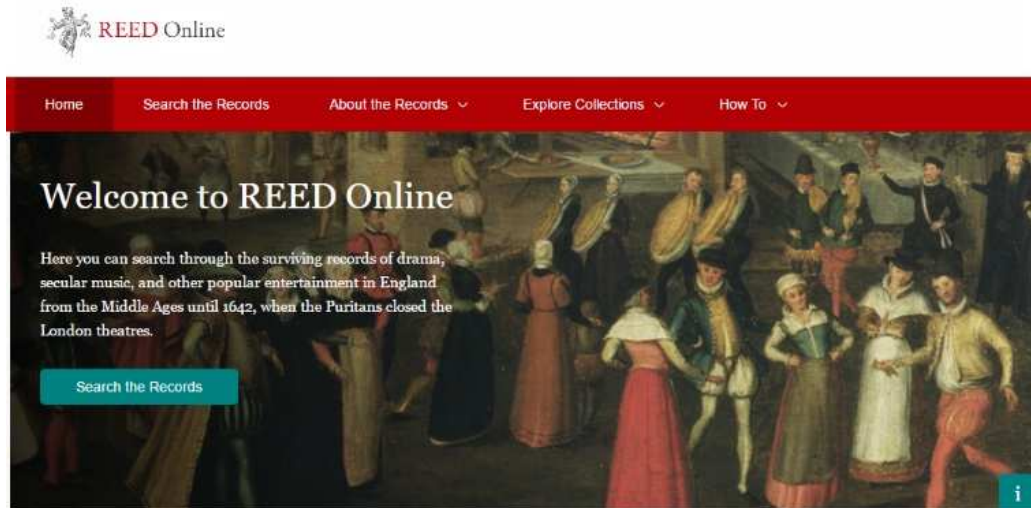 REED Online
Home Search the Records About the Records Explore Collections How To
Welcome to REED Online
Here you can search through the surviving records of drama,
secular music, and other popular entertainment in England
from the Middle Ages until 1642, when the Puritans closed the
London theatres.
Search the Records
i